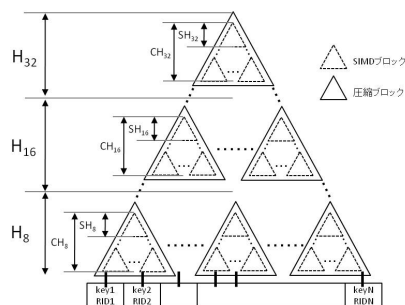 H32
CH32
SH32
SIMDブロック
圧縮ブロック
H16
CH16
SH16
H8
CH8
SH8
key1 key2 keyN
RID1 RID2 RIDN